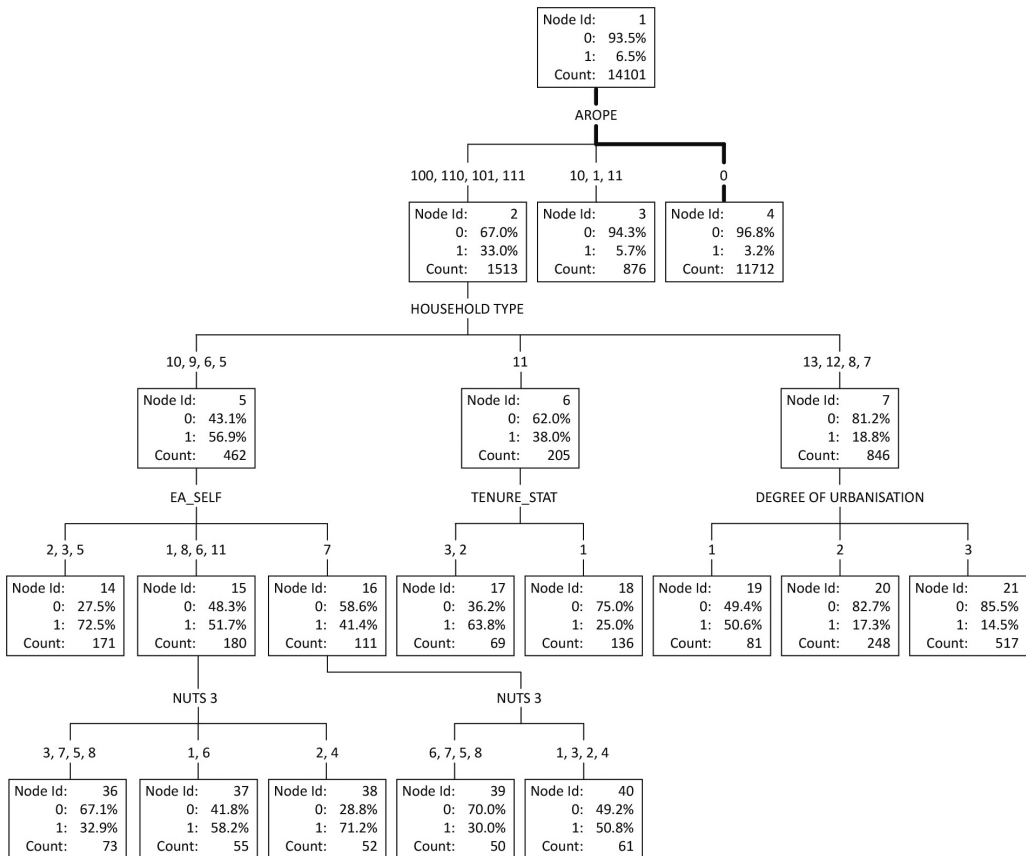 Node Id: 1
0: 93.5%
1: 6.5%
Count: 14101
AROPE
100, 110, 101, 111
10, 1, 11
0
Node Id: 2
0: 67.0%
1: 33.0%
Count: 1513
Node Id: 3
0: 94.3%
1: 5.7%
Count: 876
Node Id: 4
0: 96.8%
1: 3.2%
Count: 11712
HOUSEHOLD TYPE
10, 9, 6, 5
11
13, 12, 8, 7
Node Id: 5
0: 43.1%
1: 56.9%
Count: 462
Node Id: 6
0: 62.0%
1: 38.0%
Count: 205
Node Id: 7
0: 81.2%
1: 18.8%
Count: 846
EA_SELF
TENURE_STAT
DEGREE OF URBANISATION
2, 3, 5
1, 8, 6, 11
7
3, 2
1
1
2
3
Node Id: 14
0: 27.5%
1: 72.5%
Count: 171
Node Id: 15
0: 48.3%
1: 51.7%
Count: 180
Node Id: 16
0: 58.6%
1: 41.4%
Count: 111
Node Id: 17
0: 36.2%
1: 63.8%
Count: 69
Node Id: 18
0: 75.0%
1: 25.0%
Count: 136
Node Id: 19
0: 49.4%
1: 50.6%
Count: 81
Node Id: 20
0: 82.7%
1: 17.3%
Count: 248
Node Id: 21
0: 85.5%
1: 14.5%
Count: 517
NUTS 3
NUTS 3
3, 7, 5, 8
1, 6
2, 4
6, 7, 5, 8
1, 3, 2, 4
Node Id: 36
0: 67.1%
1: 32.9%
Count: 73
Node Id: 37
0: 41.8%
1: 58.2%
Count: 55
Node Id: 38
0: 28.8%
1: 71.2%
Count: 52
Node Id: 39
0: 70.0%
1: 30.0%
Count: 50
Node Id: 40
0: 49.2%
1: 50.8%
Count: 61